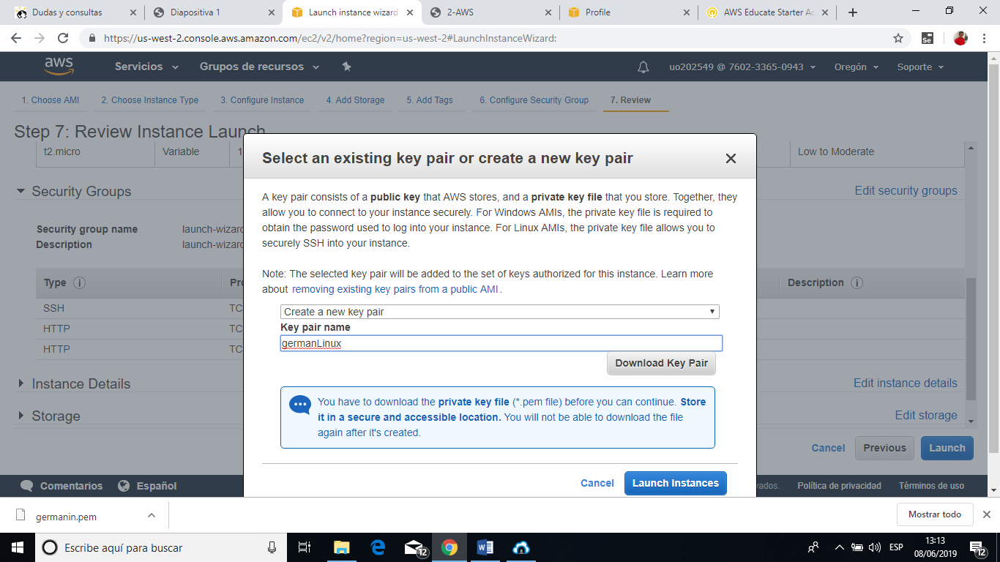 Dudas y consultas
Diapositiva 1
Launch instance wizard
2-AWS
Profile
AWS Educate Starter Ac
https://us-west-2.console.aws.amazon.com/ec2/v2/home?region=us-west-2#LaunchInstanceWizard:
aws
Servicios
Grupos de recursos
uo202549 @ 7602-3365-0943
Oregón
Soporte
1. Choose AMI
2. Choose Instance Type
3. Configure Instance
4. Add Storage
5. Add Tags
6. Configure Security Group
7. Review
Step 7: Review Instance Launch
t2.micro
Variable
1
Low to Moderate
Security Groups
Edit security groups
Security group name
launch-wizard
Description
launch-wizard
Type
Pro
Description
SSH
TC
HTTP
TC
HTTP
TC
Instance Details
Edit instance details
Storage
Edit storage
Cancel
Previous
Launch
Select an existing key pair or create a new key pair
A key pair consists of a public key that AWS stores, and a private key file that you store. Together, they
allow you to connect to your instance securely. For Windows AMIs, the private key file is required to
obtain the password used to log into your instance. For Linux AMIs, the private key file allows you to
securely SSH into your instance.
Note: The selected key pair will be added to the set of keys authorized for this instance. Learn more
about removing existing key pairs from a public AMI.
Create a new key pair
Key pair name
germanLinux
Download Key Pair
You have to download the private key file (*.pem file) before you can continue. Store
it in a secure and accessible location. You will not be able to download the file
again after it's created.
Cancel
Launch Instances
Comentarios
Español
vados.
Política de privacidad
Términos de uso
germanin.pem
Mostrar todo
Escribe aquí para buscar
12
ESP
13:13
08/06/2019
12